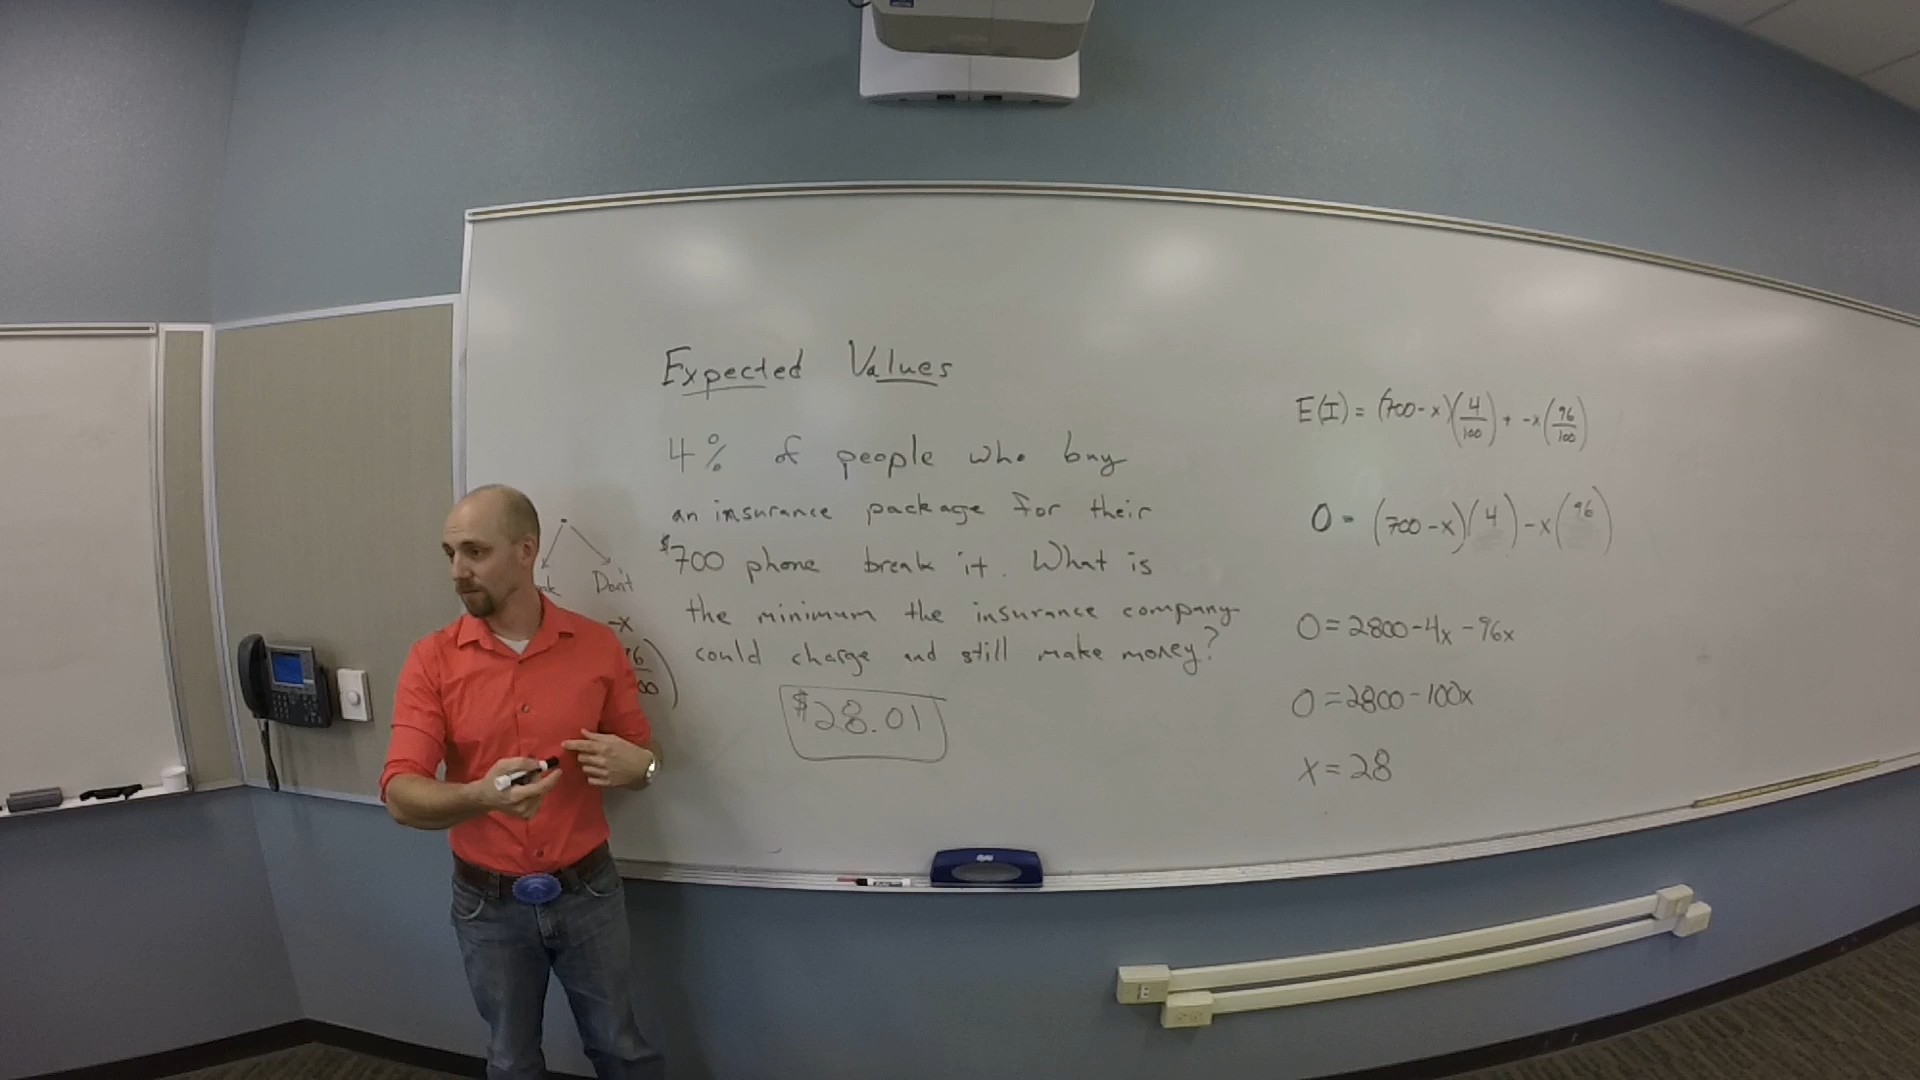 Expected Values
4% of people who buy
an insurance package for their
$700 phone break it. What is
the minimum the insurance company
could charge and still make money?
$28.01
Don't
-x
E(I) = (700-x)(4/100) + -x(96/100)
0 = (700-x)(4) - x(96)
0 = 2800-4x-96x
0 = 2800-100x
x = 28